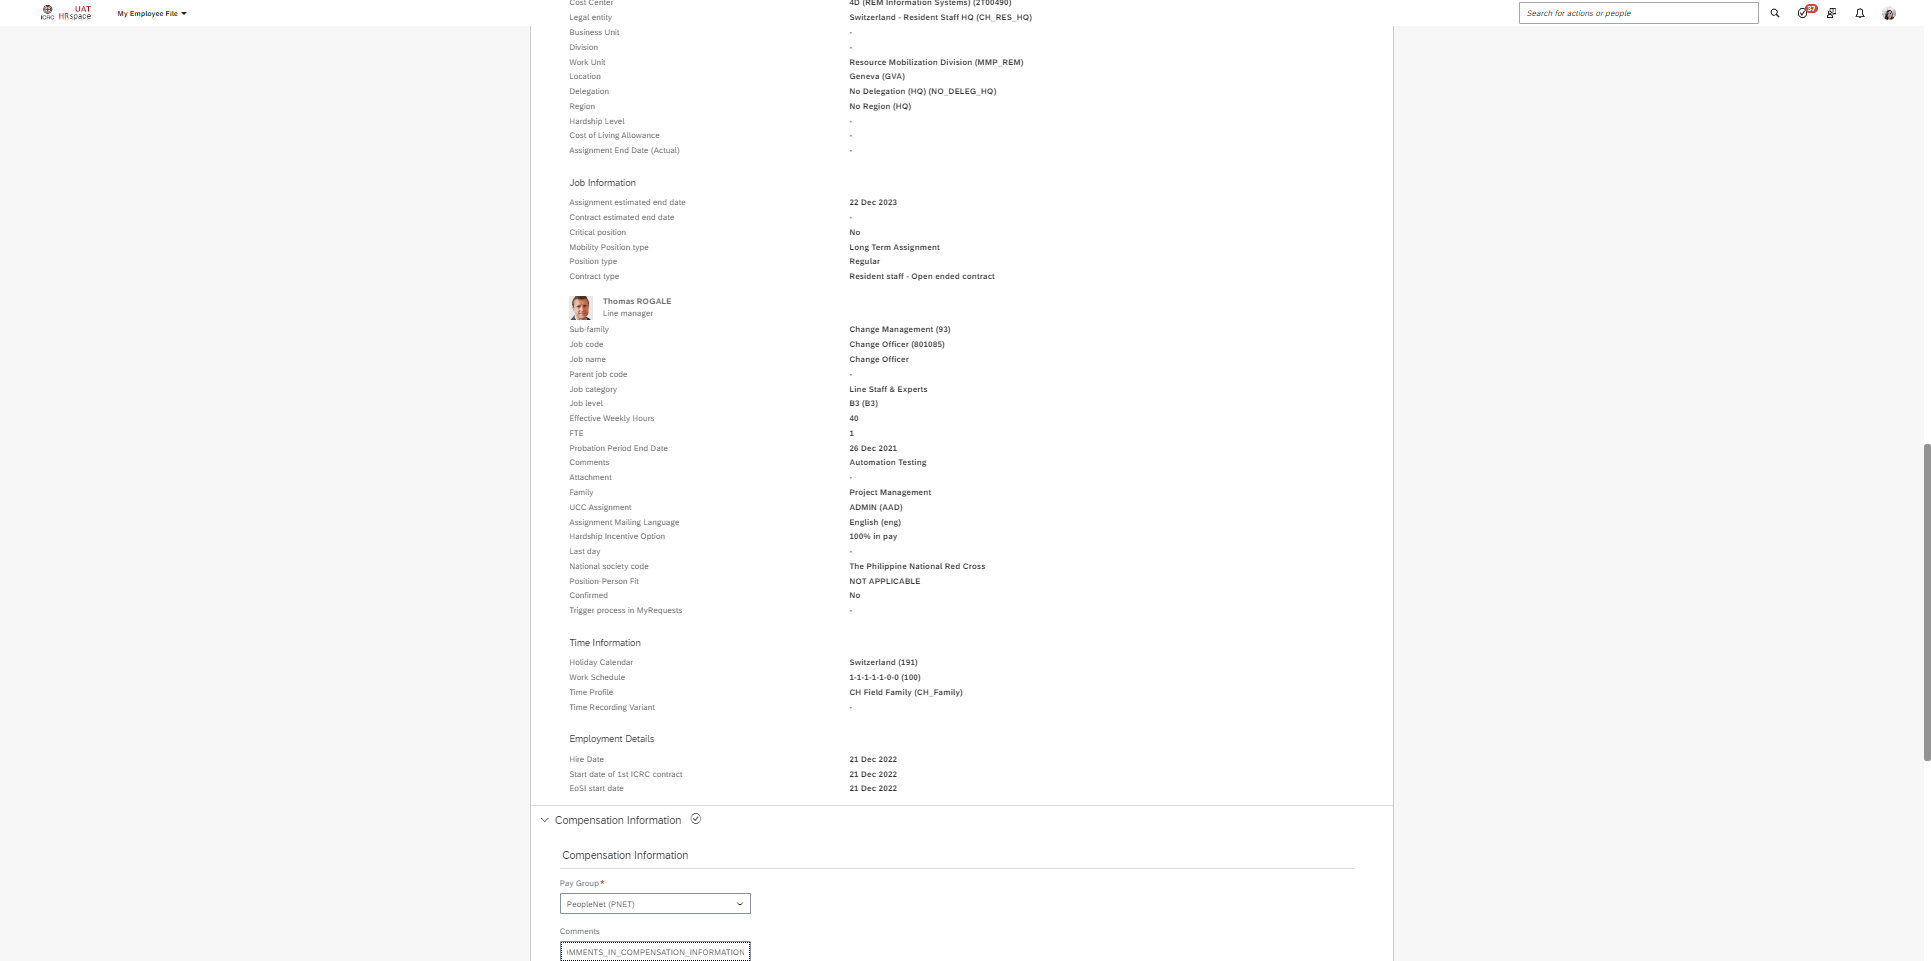 ICRC
UAT
HRspace
My Employee File
Search for actions or people
37
Cost Center 4D (REM Information Systems) (2T00490)
Legal entity Switzerland - Resident Staff HQ (CH_RES_HQ)
Business Unit -
Division -
Work Unit Resource Mobilization Division (MMP_REM)
Location Geneva (GVA)
Delegation No Delegation (HQ) (NO_DELEG_HQ)
Region No Region (HQ)
Hardship Level -
Cost of Living Allowance -
Assignment End Date (Actual) -
Job Information
Assignment estimated end date 22 Dec 2023
Contract estimated end date -
Critical position No
Mobility Position type Long Term Assignment
Position type Regular
Contract type Resident staff - Open ended contract
Thomas ROGALE
Line manager
Sub-family Change Management (93)
Job code Change Officer (801085)
Job name Change Officer
Parent job code -
Job category Line Staff & Experts
Job level B3 (B3)
Effective Weekly Hours 40
FTE 1
Probation Period End Date 26 Dec 2021
Comments Automation Testing
Attachment -
Family Project Management
UCC Assignment ADMIN (AAD)
Assignment Mailing Language English (eng)
Hardship Incentive Option 100% in pay
Last day -
National society code The Philippine National Red Cross
Position-Person Fit NOT APPLICABLE
Confirmed No
Trigger process in MyRequests -
Time Information
Holiday Calendar Switzerland (191)
Work Schedule 1-1-1-1-1-0-0 (100)
Time Profile CH Field Family (CH_Family)
Time Recording Variant -
Employment Details
Hire Date 21 Dec 2022
Start date of 1st ICRC contract 21 Dec 2022
EoSI start date 21 Dec 2022
Compensation Information
Compensation Information
Pay Group*
PeopleNet (PNET)
Comments
MMENTS_IN_COMPENSATION_INFORMATION